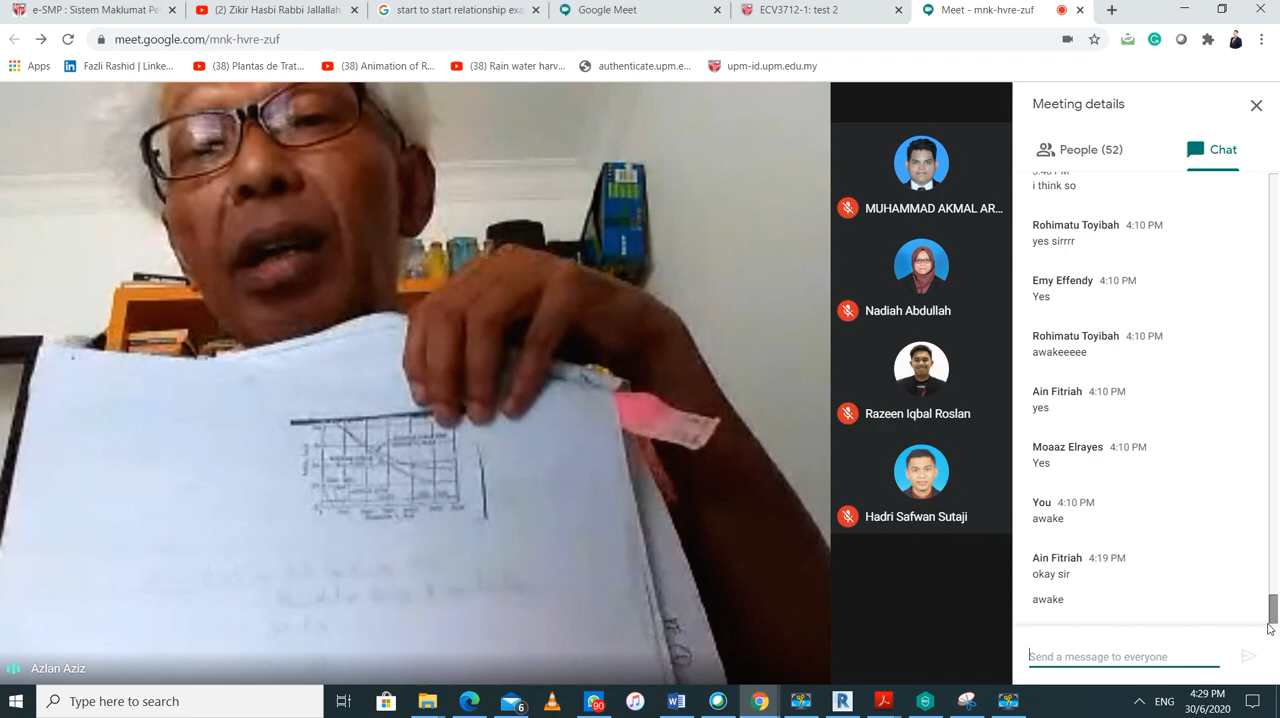 e-SMP : Sistem Maklumat Pel
(2) Zikir Hasbi Rabbi Jallallah
start to start relationship exa
Google Meet
ECV3712-1: test 2
Meet - mnk-hvre-zuf
meet.google.com/mnk-hvre-zuf
Apps
Fazli Rashid | Linke...
(38) Plantas de Trat...
(38) Animation of R...
(38) Rain water harv...
authenticate.upm.e...
upm-id.upm.edu.my
Meeting details
People (52)
Chat
MUHAMMAD AKMAL AR...
Nadiah Abdullah
Razeen Iqbal Roslan
Hadri Safwan Sutaji
Azlan Aziz
i think so
Rohimatu Toyibah 4:10 PM
yes sirrrr
Emy Effendy 4:10 PM
Yes
Rohimatu Toyibah 4:10 PM
awakeeeee
Ain Fitriah 4:10 PM
yes
Moaaz Elrayes 4:10 PM
Yes
You 4:10 PM
awake
Ain Fitriah 4:19 PM
okay sir
awake
Send a message to everyone
Type here to search
6
90
ENG
4:29 PM
30/6/2020